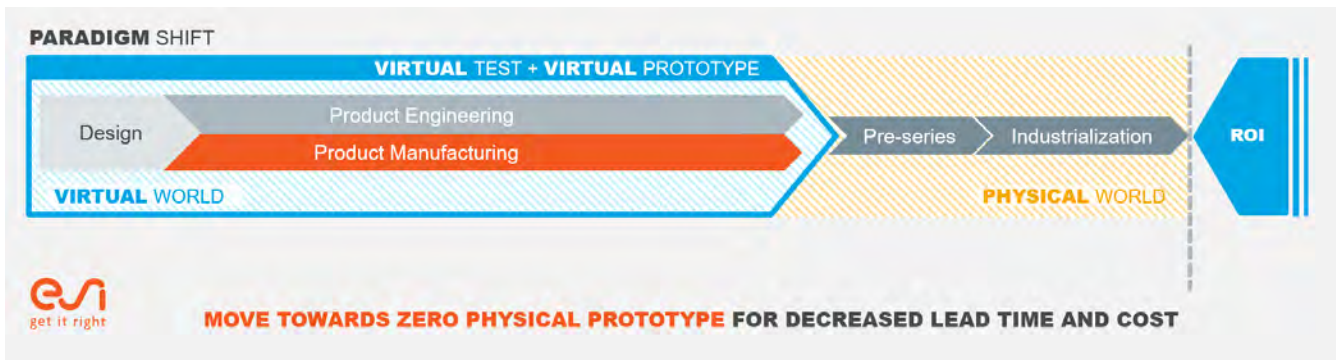 PARADIGM SHIFT
VIRTUAL TEST + VIRTUAL PROTOTYPE
Design
Product Engineering
Product Manufacturing
Pre-series
Industrialization
ROI
VIRTUAL WORLD
PHYSICAL WORLD
esi
get it right
MOVE TOWARDS ZERO PHYSICAL PROTOTYPE FOR DECREASED LEAD TIME AND COST